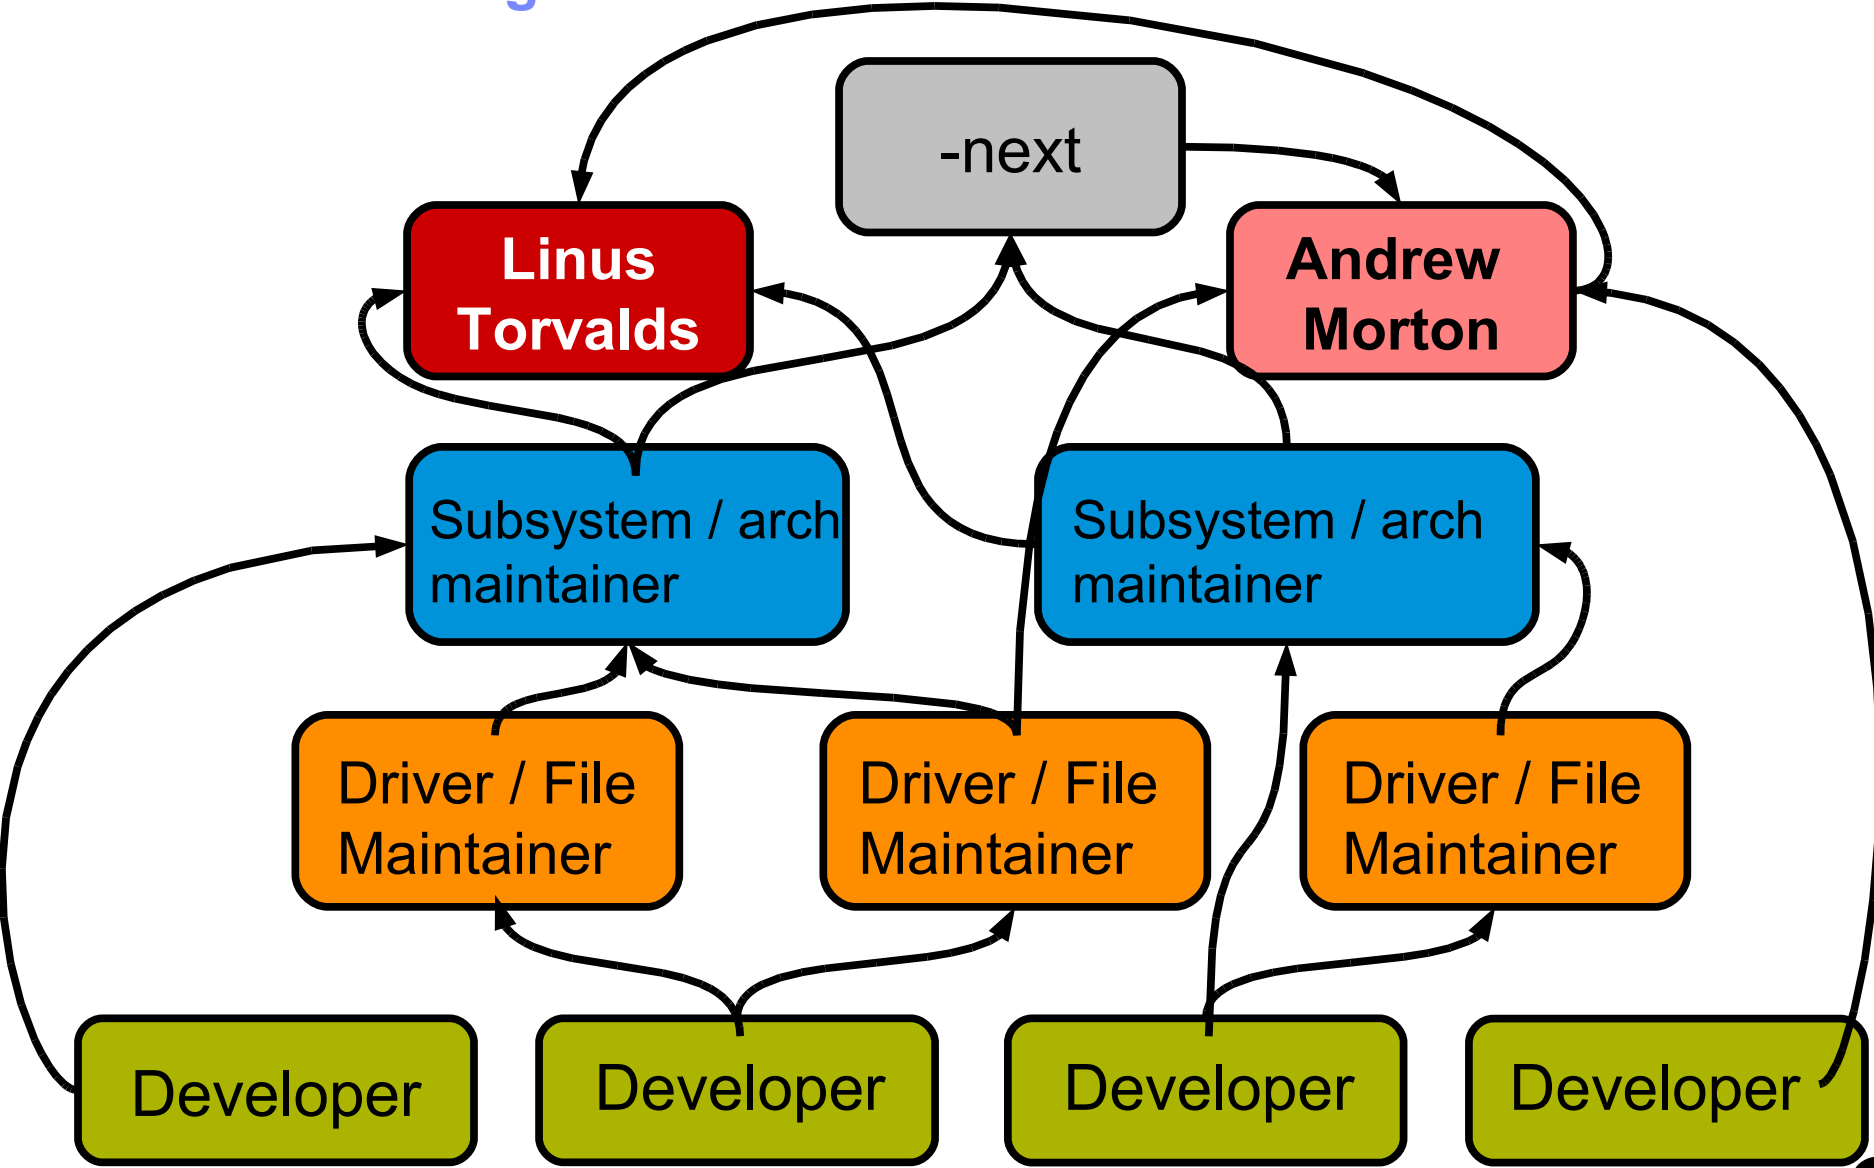 -next
Linus
Torvalds
Andrew
Morton
Subsystem / arch
maintainer
Subsystem / arch
maintainer
Driver / File
Maintainer
Driver / File
Maintainer
Driver / File
Maintainer
Developer
Developer
Developer
Developer